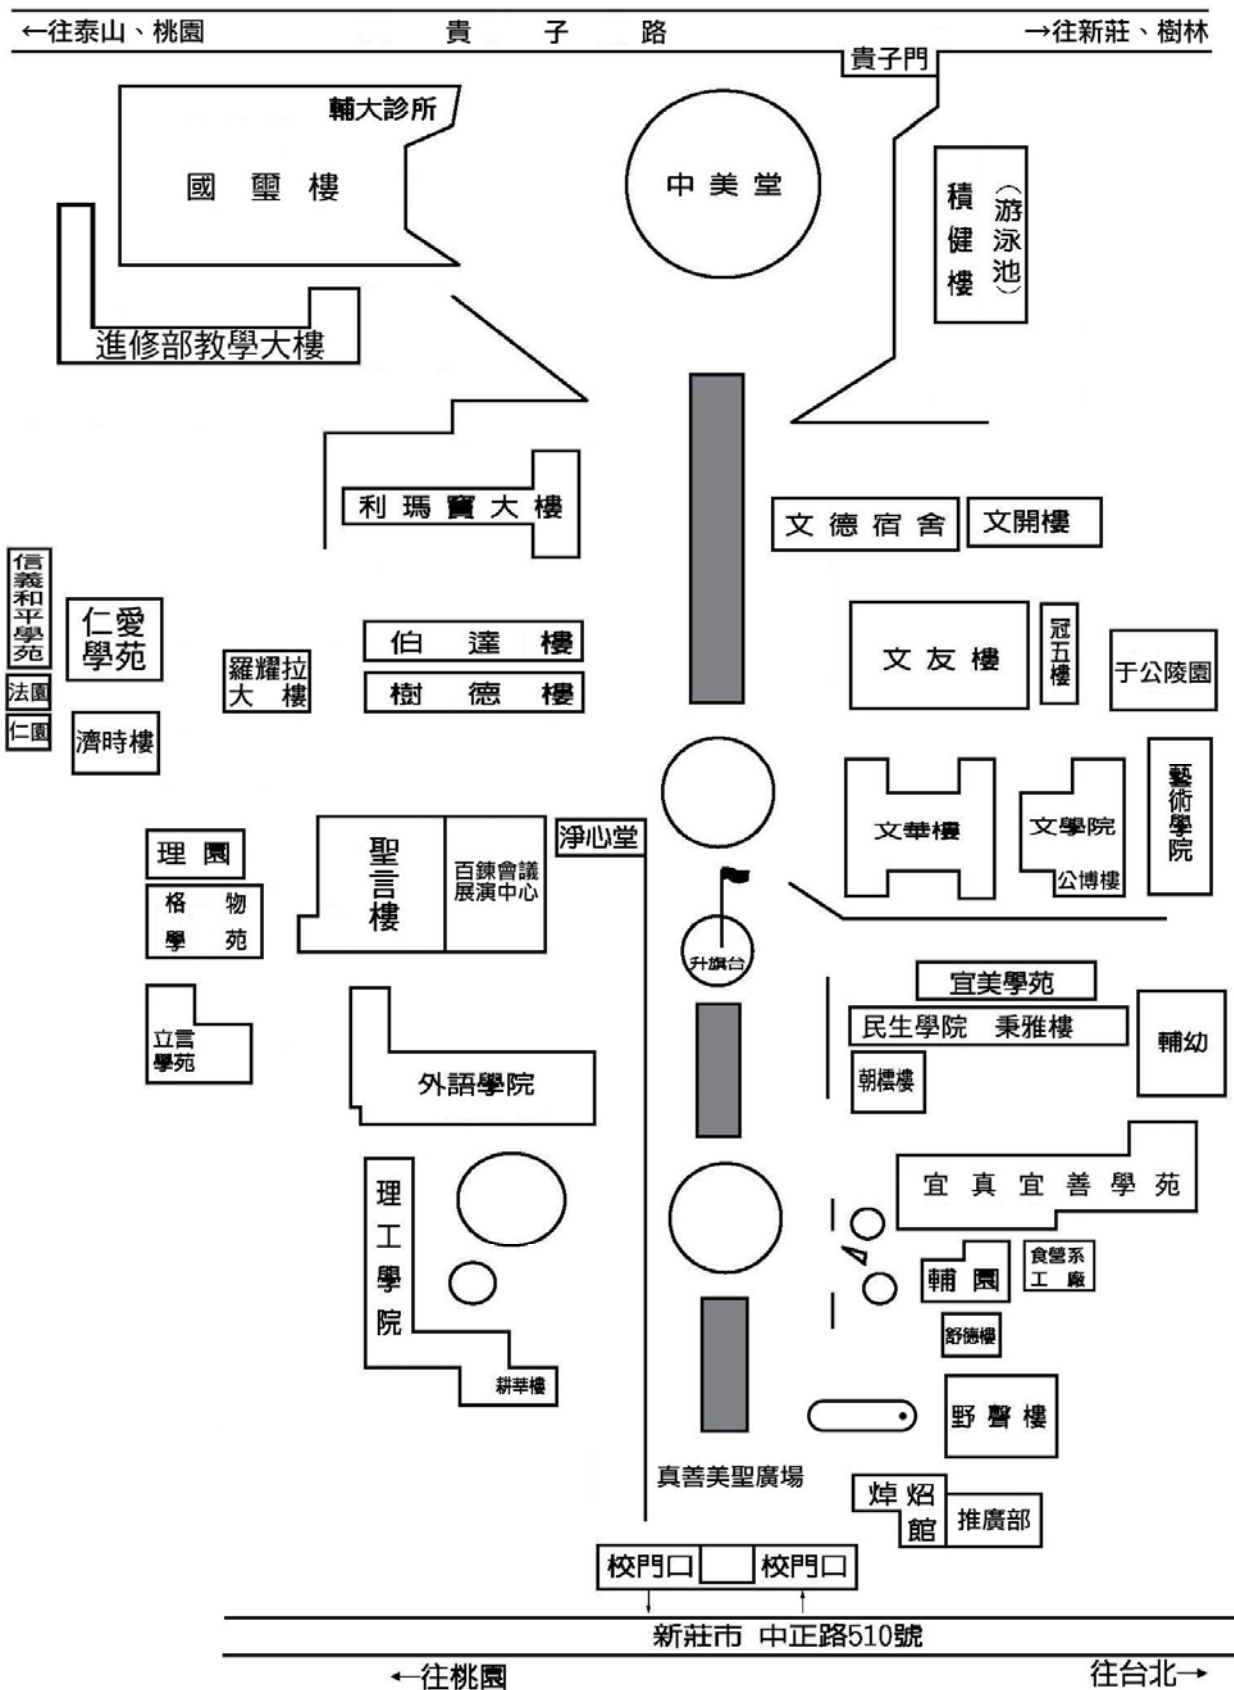 ←往泰山、桃園
貴子路
→往新莊、樹林
貴子門
輔大診所
國璽樓
中美堂
積健樓
（游泳池）
進修部教學大樓
利瑪竇大樓
文德宿舍
文開樓
信義和平學苑
仁愛
學苑
法園
仁園
濟時樓
羅耀拉
大樓
伯達樓
樹德樓
文友樓
冠五樓
于公陵園
文華樓
文學院
公博樓
藝術學院
理園
格物
學苑
聖言樓
百鍊會議
展演中心
淨心堂
升旗台
立言
學苑
外語學院
宜美學苑
民生學院 秉雅樓
朝橒樓
輔幼
理工學院
耕莘樓
宜真宜善學苑
輔園
食營系
工廠
舒德樓
野聲樓
真善美聖廣場
焯炤
館
推廣部
校門口
校門口
新莊市 中正路510號
←往桃園
往台北→